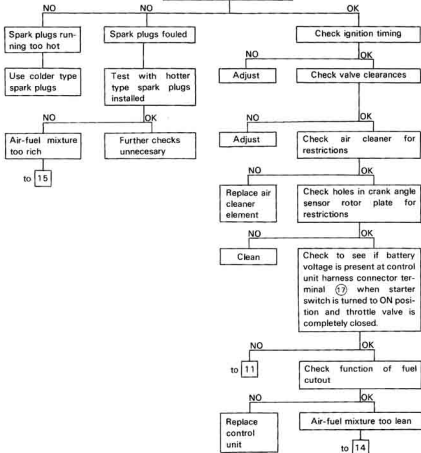 NO NO OK
Spark plugs run-
ning too hot
Spark plugs fouled
Check ignition timing
NO OK
Use colder type
spark plugs
Test with hotter
type spark plugs
installed
Adjust
Check valve clearances
NO OK
NO OK
Air-fuel mixture
too rich
Further checks
unnecesary
Adjust
Check air cleaner for
restrictions
to 15
NO OK
Replace air
cleaner
element
Check holes in crank angle
sensor rotor plate for
restrictions
NO OK
Clean
Check to see if battery
voltage is present at control
unit harness connector ter-
minal 17 when starter
switch is turned to ON posi-
tion and throttle valve is
completely closed.
NO OK
to 11
Check function of fuel
cutout
NO OK
Replace
control
unit
Air-fuel mixture too lean
to 14